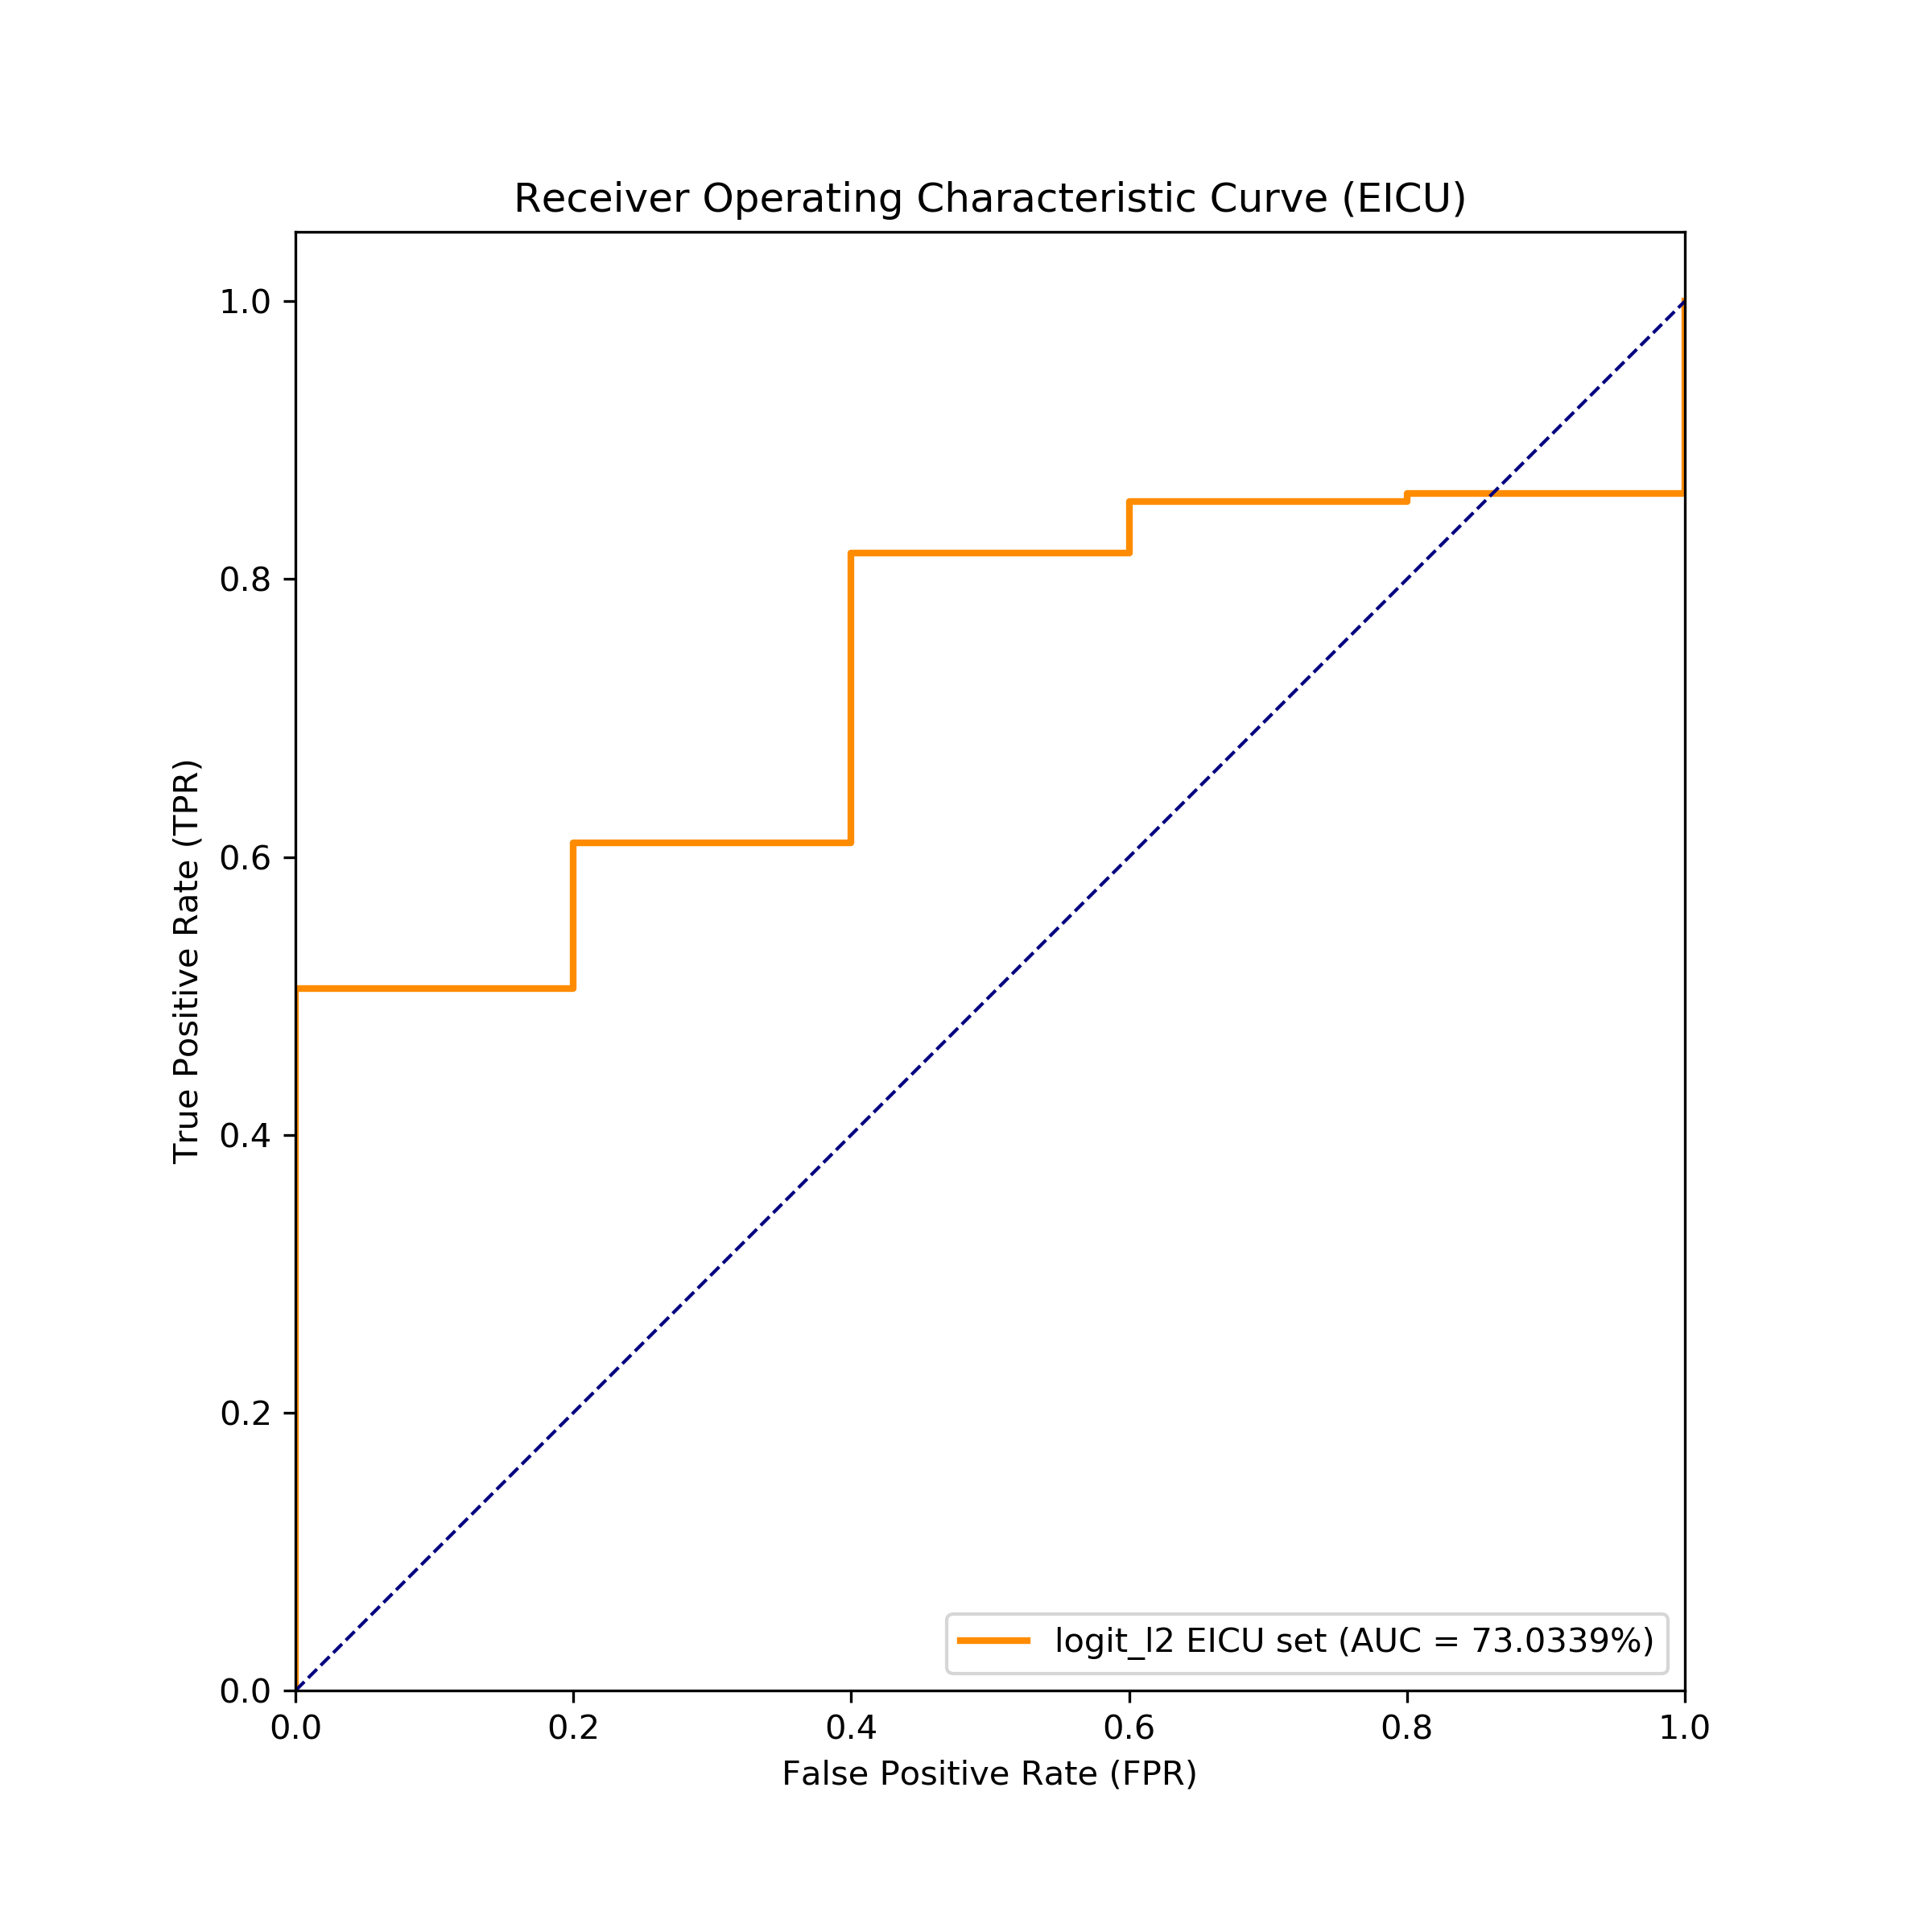 Receiver Operating Characteristic Curve (EICU)
1.0
0.8
0.6
0.4
0.2
0.0
True Positive Rate (TPR)
logit_l2 EICU set (AUC = 73.0339%)
0.0 0.2 0.4 0.6 0.8 1.0
False Positive Rate (FPR)